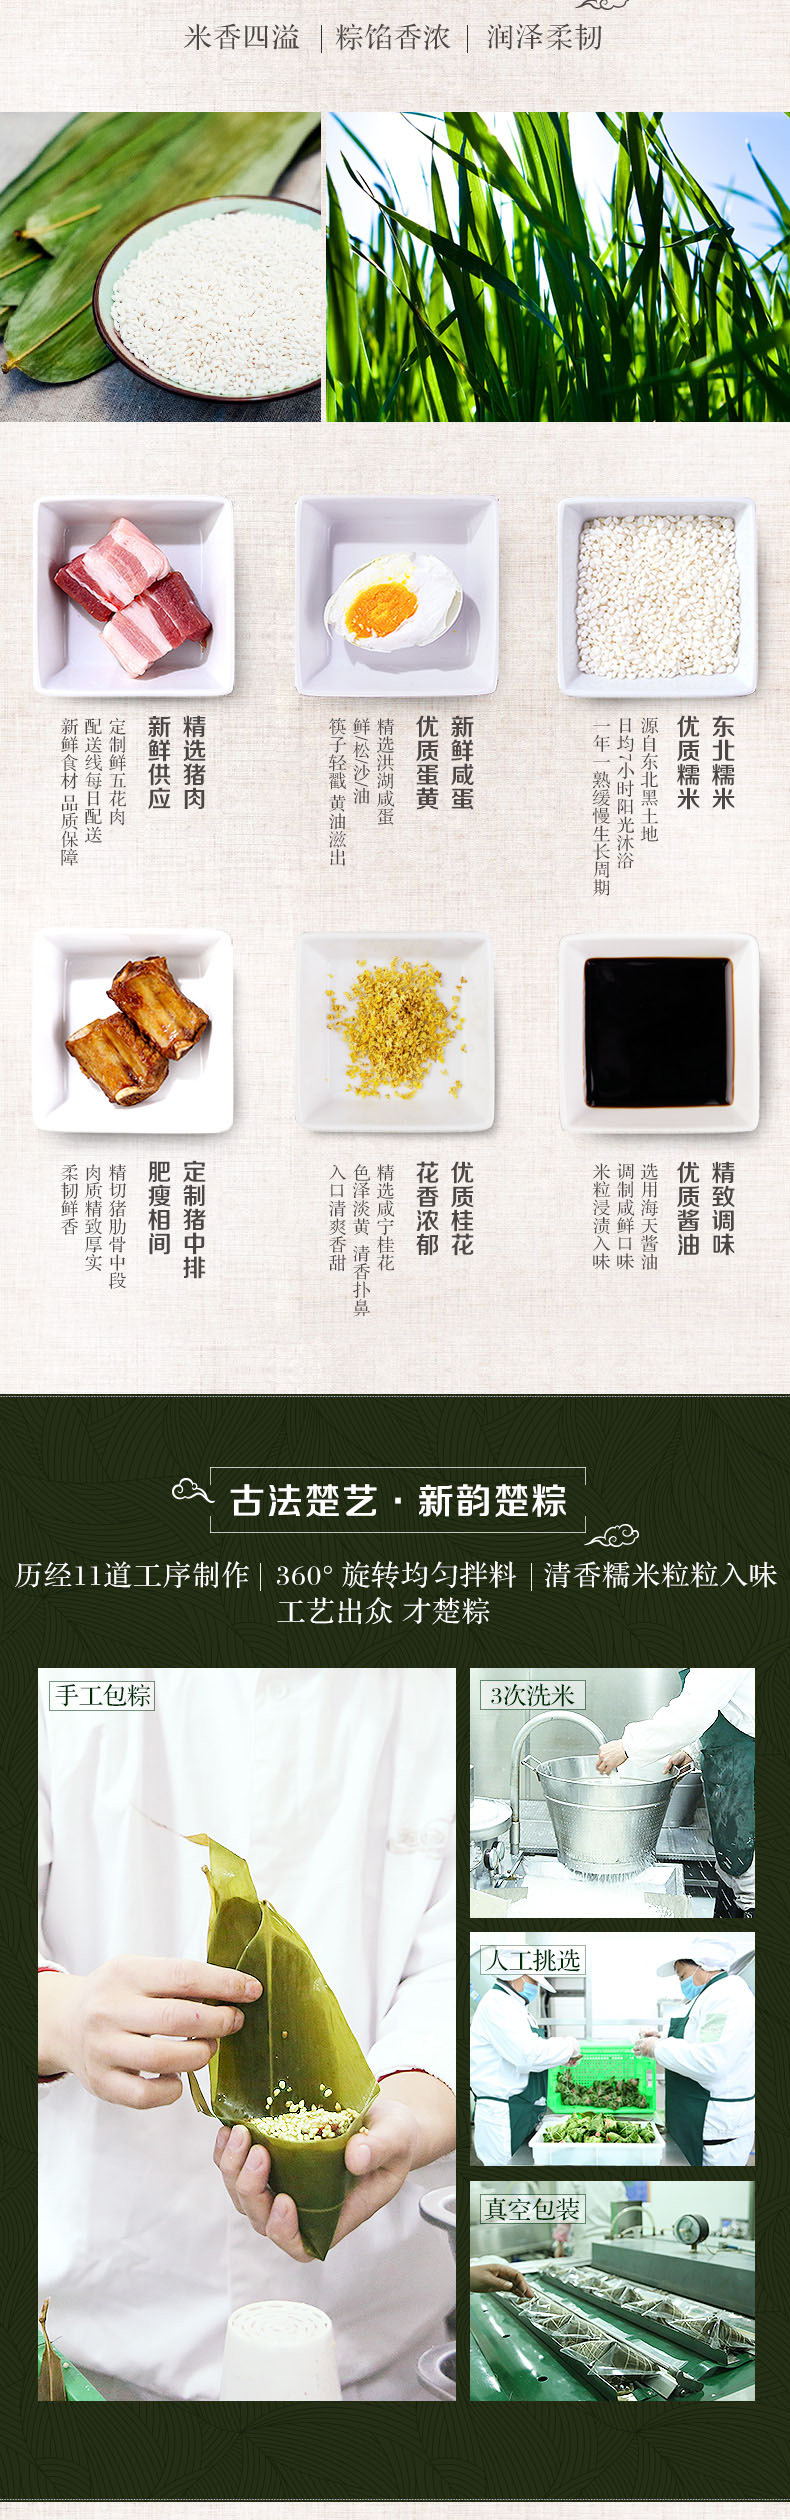 米香四溢 | 粽馅香浓 | 润泽柔韧
精选猪肉
新鲜供应
定制鲜五花肉
配送线每日配送
新鲜食材 品质保障
新鲜咸蛋
优质蛋黄
精选洪湖咸蛋
鲜/松/沙/油
筷子轻戳 黄油滋出
东北糯米
优质糯米
源自东北黑土地
日均7小时阳光沐浴
一年一熟缓慢生长周期
定制猪中排
肥瘦相间
精切猪肋骨中段
肉质精致厚实
柔韧鲜香
优质桂花
花香浓郁
精选咸宁桂花
色泽淡黄 清香扑鼻
入口清爽香甜
精致调味
优质酱油
选用海天酱油
调制咸鲜口味
米粒浸渍入味
古法楚艺·新韵楚粽
历经11道工序制作 | 360° 旋转均匀拌料 | 清香糯米粒粒入味
工艺出众 才楚粽
手工包粽
3次洗米
人工挑选
真空包装